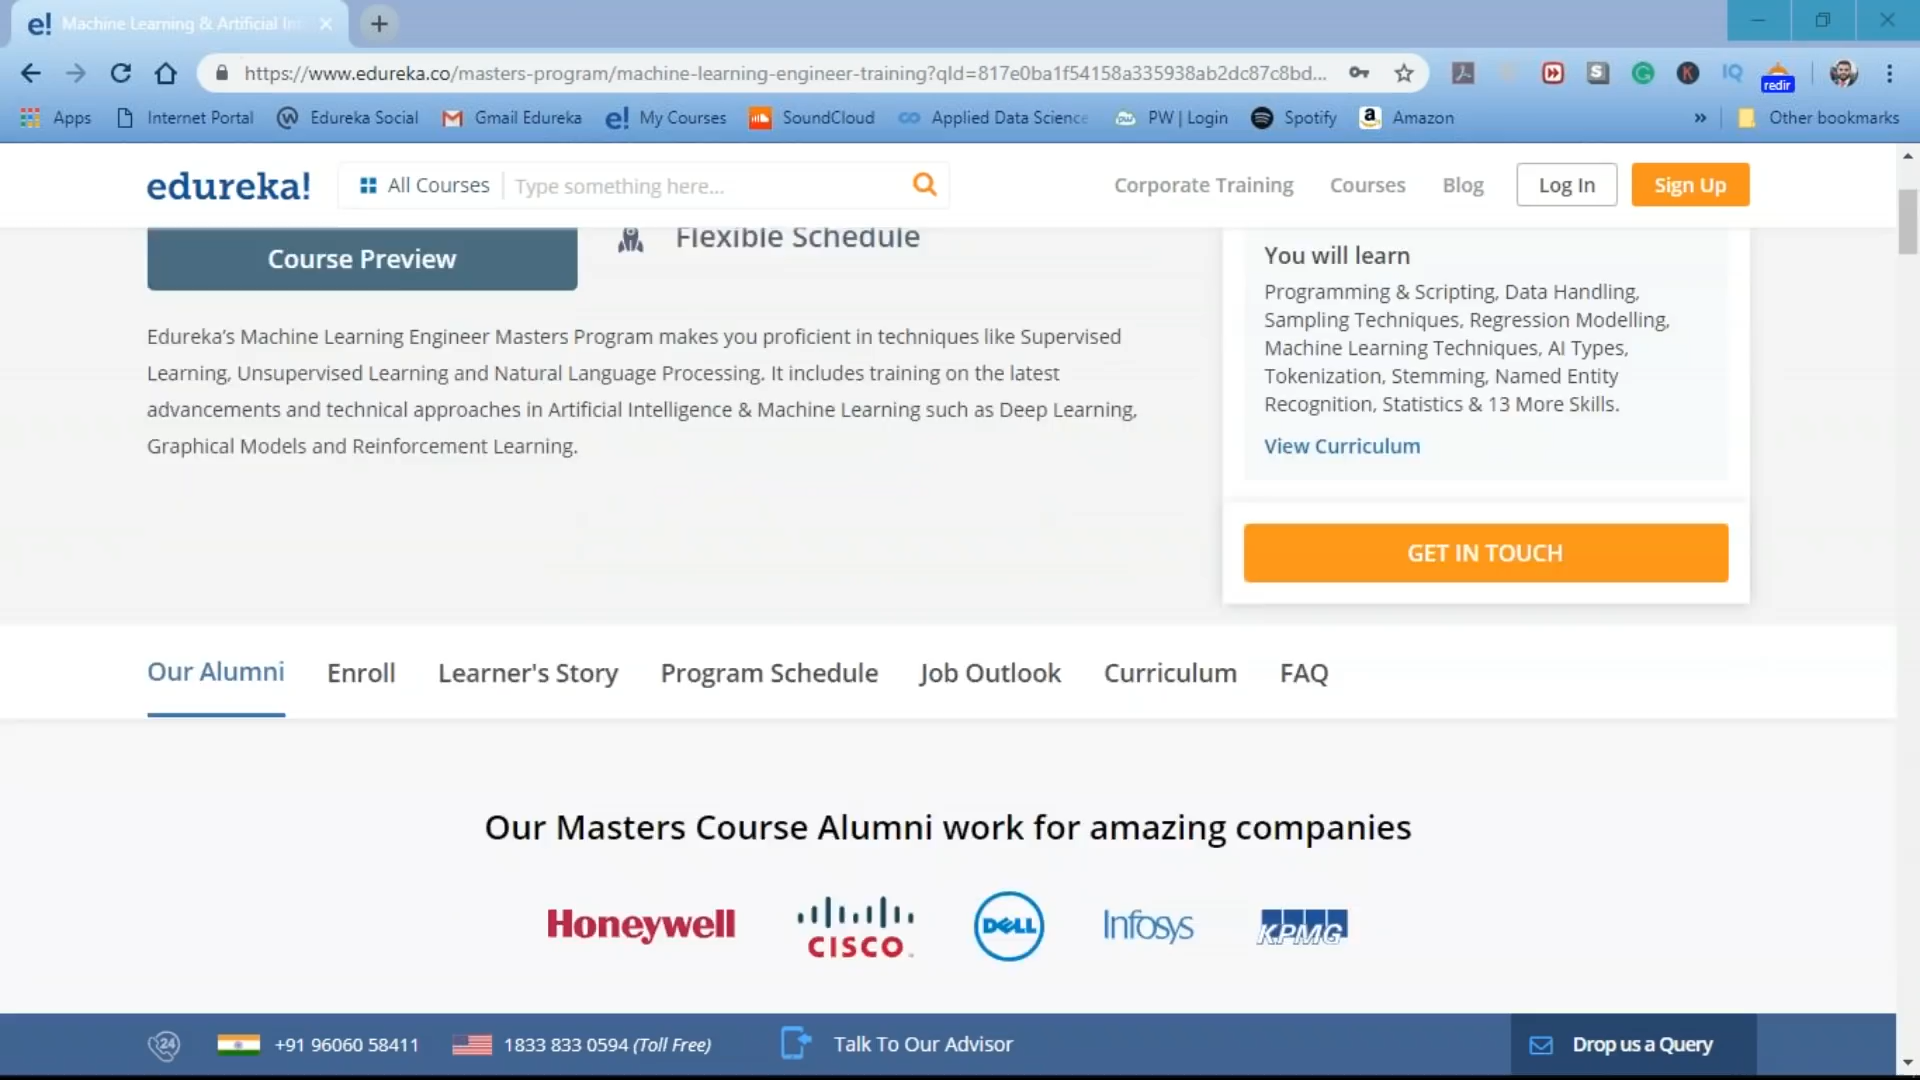 e! Machine Learning & Artificial In
https://www.edureka.co/masters-program/machine-learning-engineer-training?qId=817e0ba1f54158a335938ab2dc87c8bd...
S G K IQ redir
Apps Internet Portal Edureka Social Gmail Edureka e! My Courses SoundCloud Applied Data Science PW | Login Spotify a Amazon » Other bookmarks
edureka! All Courses Type something here... Corporate Training Courses Blog Log In Sign Up
Course Preview
Flexible Schedule
Edureka's Machine Learning Engineer Masters Program makes you proficient in techniques like Supervised
Learning, Unsupervised Learning and Natural Language Processing. It includes training on the latest
advancements and technical approaches in Artificial Intelligence & Machine Learning such as Deep Learning,
Graphical Models and Reinforcement Learning.
You will learn
Programming & Scripting, Data Handling,
Sampling Techniques, Regression Modelling,
Machine Learning Techniques, AI Types,
Tokenization, Stemming, Named Entity
Recognition, Statistics & 13 More Skills.
View Curriculum
GET IN TOUCH
Our Alumni Enroll Learner's Story Program Schedule Job Outlook Curriculum FAQ
Our Masters Course Alumni work for amazing companies
Honeywell CISCO DELL Infosys KPMG
24 +91 96060 58411 1833 833 0594 (Toll Free) Talk To Our Advisor Drop us a Query